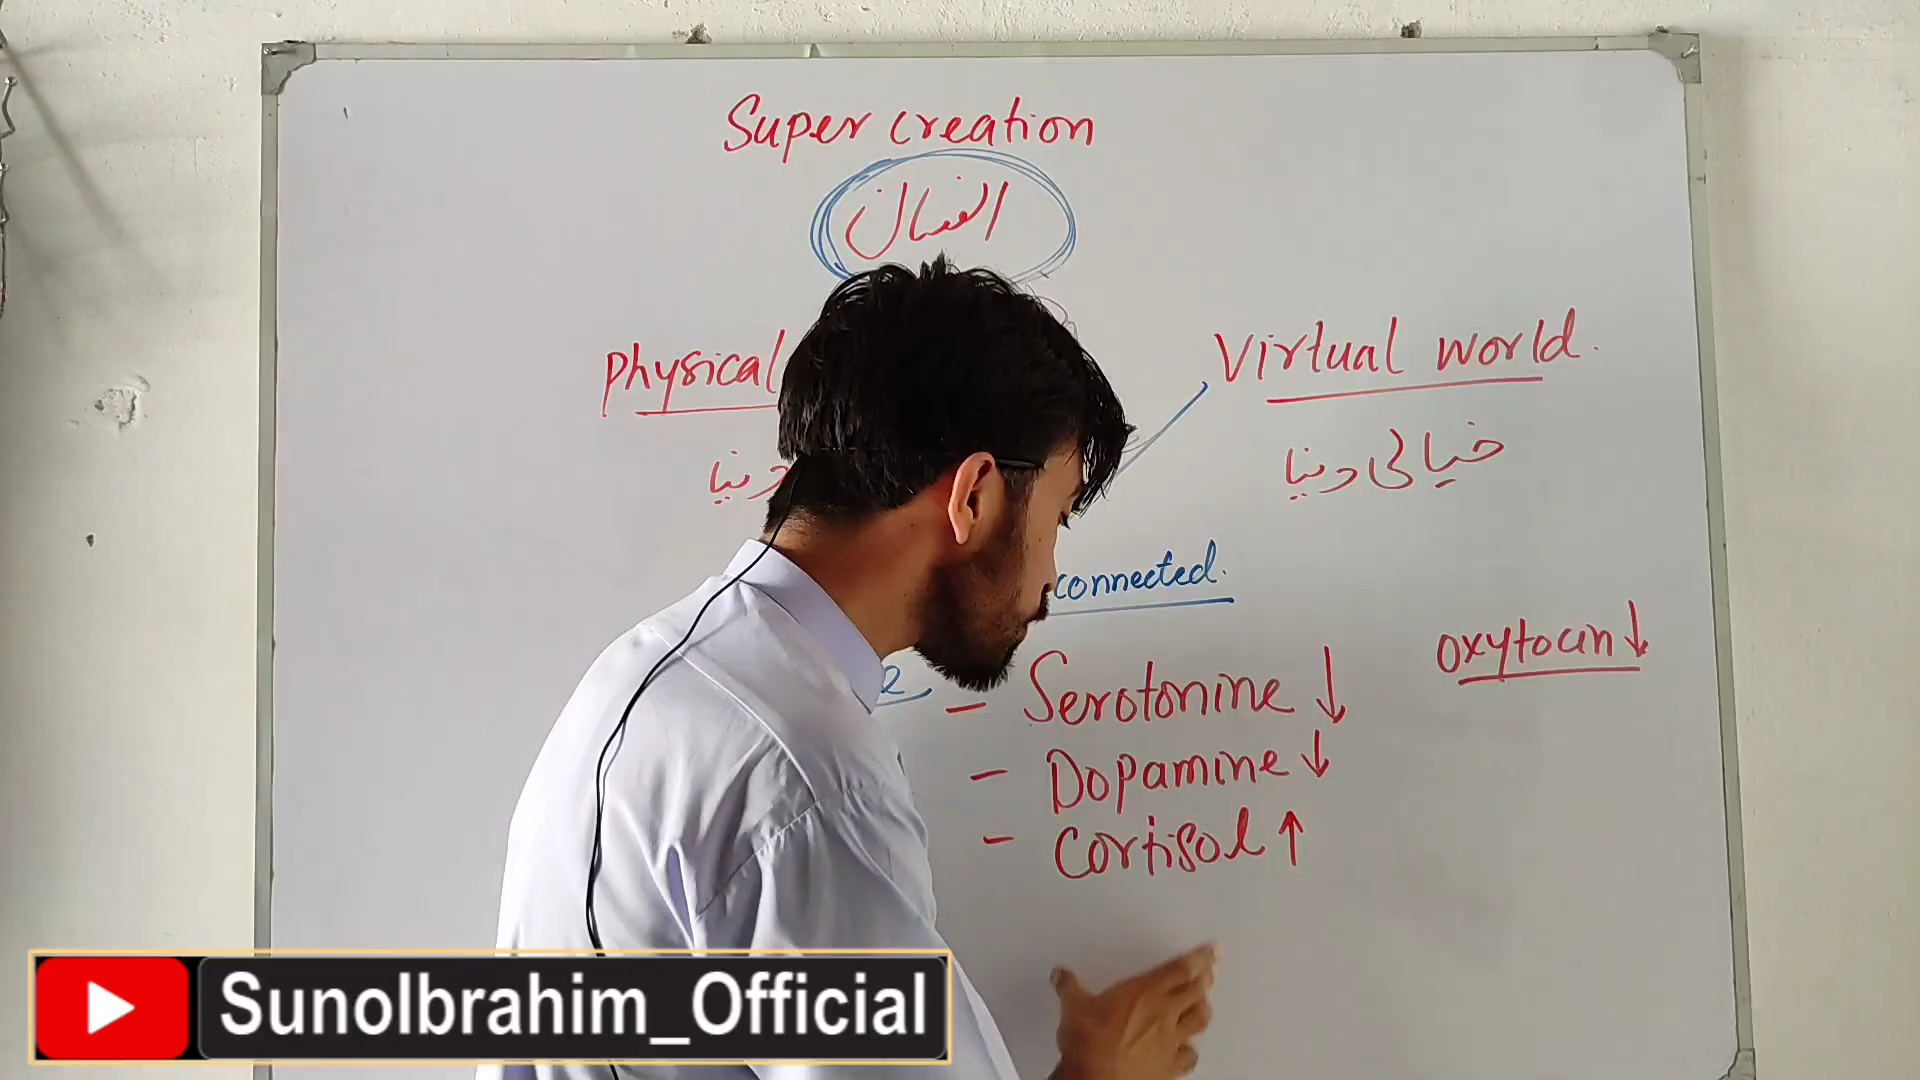 Super creation
انسان
Physical
Virtual world.
دنیا
خیالی دنیا
connected.
oxytocin ↓
- Serotonine ↓
- Dopamine ↓
- Cortisol ↑
SunoIbrahim_Official